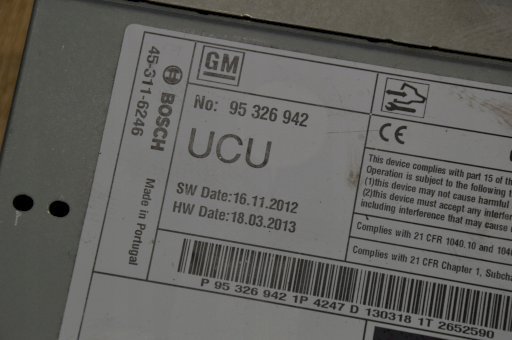 GM
45-311-6246
BOSCH
Made in Portugal
No: 95 326 942
UCU
SW Date:16.11.2012
HW Date:18.03.2013
CE
This device complies with part 15 of the
Operation is subject to the following
(1)this device may not cause harmful
(2)this device must accept any
including interference that may cause
Complies with 21 CFR 1040.10 and
Complies with 21 CFR Chapter 1,
P 95 326 942 1P 4247 D 130318 1T 2652590